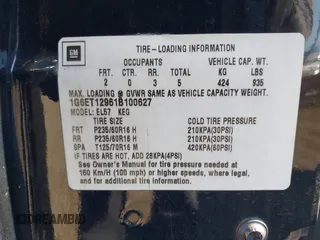 GM
TIRE-LOADING INFORMATION
OCCUPANTS VEHICLE CAP. WT.
FRT CTR RR TOTAL KG LBS
2 0 3 5 424 935
MAX. LOADING @ GVWR SAME AS VEHICLE CAPACITY WEIGHT.
1G6ET12961B100627
MODEL: EL57 KEG
TIRE SIZE COLD TIRE PRESSURE
FRT P235/60R16 H 210KPA(30PSI)
RR P235/60R16 H 210KPA(30PSI)
SPA T125/70R16 M 420KPA(60PSI)
IF TIRES ARE HOT, ADD 28KPA(4PSI)
See Owner's Manual for tire pressure used at
160 Km/H (100 mph) or higher speeds, where
legal, and additional information.
DREAMBID